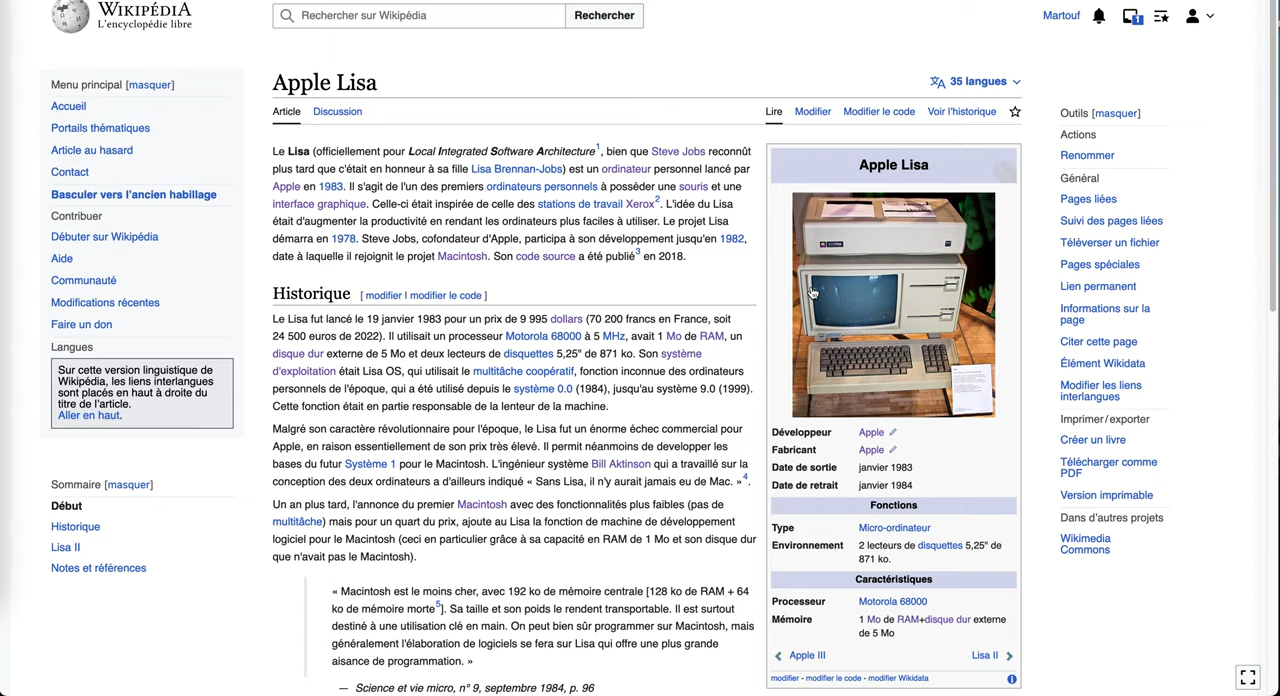 WIKIPÉDIA
L'encyclopédie libre
Rechercher sur Wikipédia
Rechercher
Martouf
1
Menu principal [masquer]
Accueil
Portails thématiques
Article au hasard
Contact
Basculer vers l'ancien habillage
Contribuer
Débuter sur Wikipédia
Aide
Communauté
Modifications récentes
Faire un don
Langues
Sur cette version linguistique de
Wikipédia, les liens interlangues
sont placés en haut à droite du
titre de l'article.
Aller en haut.
Sommaire [masquer]
Début
Historique
Lisa II
Notes et références
Apple Lisa
35 langues
Article Discussion
Lire Modifier Modifier le code Voir l'historique
Le Lisa (officiellement pour Local Integrated Software Architecture1, bien que Steve Jobs reconnût
plus tard que c'était en honneur à sa fille Lisa Brennan-Jobs) est un ordinateur personnel lancé par
Apple en 1983. Il s'agit de l'un des premiers ordinateurs personnels à posséder une souris et une
interface graphique. Celle-ci était inspirée de celle des stations de travail Xerox2. L'idée du Lisa
était d'augmenter la productivité en rendant les ordinateurs plus faciles à utiliser. Le projet Lisa
démarra en 1978. Steve Jobs, cofondateur d'Apple, participa à son développement jusqu'en 1982,
date à laquelle il rejoignit le projet Macintosh. Son code source a été publié3 en 2018.
Historique [ modifier | modifier le code ]
Le Lisa fut lancé le 19 janvier 1983 pour un prix de 9 995 dollars (70 200 francs en France, soit
24 500 euros de 2022). Il utilisait un processeur Motorola 68000 à 5 MHz, avait 1 Mo de RAM, un
disque dur externe de 5 Mo et deux lecteurs de disquettes 5,25" de 871 ko. Son système
d'exploitation était Lisa OS, qui utilisait le multitâche coopératif, fonction inconnue des ordinateurs
personnels de l'époque, qui a été utilisé depuis le système 0.0 (1984), jusqu'au système 9.0 (1999).
Cette fonction était en partie responsable de la lenteur de la machine.
Malgré son caractère révolutionnaire pour l'époque, le Lisa fut un énorme échec commercial pour
Apple, en raison essentiellement de son prix très élevé. Il permit néanmoins de developper les
bases du futur Système 1 pour le Macintosh. L'ingénieur système Bill Aktinson qui a travaillé sur la
conception des deux ordinateurs a d'ailleurs indiqué « Sans Lisa, il n'y aurait jamais eu de Mac. »4.
Un an plus tard, l'annonce du premier Macintosh avec des fonctionnalités plus faibles (pas de
multitâche) mais pour un quart du prix, ajoute au Lisa la fonction de machine de développement
logiciel pour le Macintosh (ceci en particulier grâce à sa capacité en RAM de 1 Mo et son disque dur
que n'avait pas le Macintosh).
« Macintosh est le moins cher, avec 192 ko de mémoire centrale [128 ko de RAM + 64
ko de mémoire morte5]. Sa taille et son poids le rendent transportable. Il est surtout
destiné à une utilisation clé en main. On peut bien sûr programmer sur Macintosh, mais
généralement l'élaboration de logiciels se fera sur Lisa qui offre une plus grande
aisance de programmation. »
— Science et vie micro, n° 9, septembre 1984, p. 96
Apple Lisa
Développeur Apple
Fabricant Apple
Date de sortie janvier 1983
Date de retrait janvier 1984
Fonctions
Type Micro-ordinateur
Environnement 2 lecteurs de disquettes 5,25" de
871 ko.
Caractéristiques
Processeur Motorola 68000
Mémoire 1 Mo de RAM+disque dur externe
de 5 Mo
Apple III Lisa II
modifier - modifier le code - modifier Wikidata
Outils [masquer]
Actions
Renommer
Général
Pages liées
Suivi des pages liées
Téléverser un fichier
Pages spéciales
Lien permanent
Informations sur la
page
Citer cette page
Élément Wikidata
Modifier les liens
interlangues
Imprimer / exporter
Créer un livre
Télécharger comme
PDF
Version imprimable
Dans d'autres projets
Wikimedia
Commons